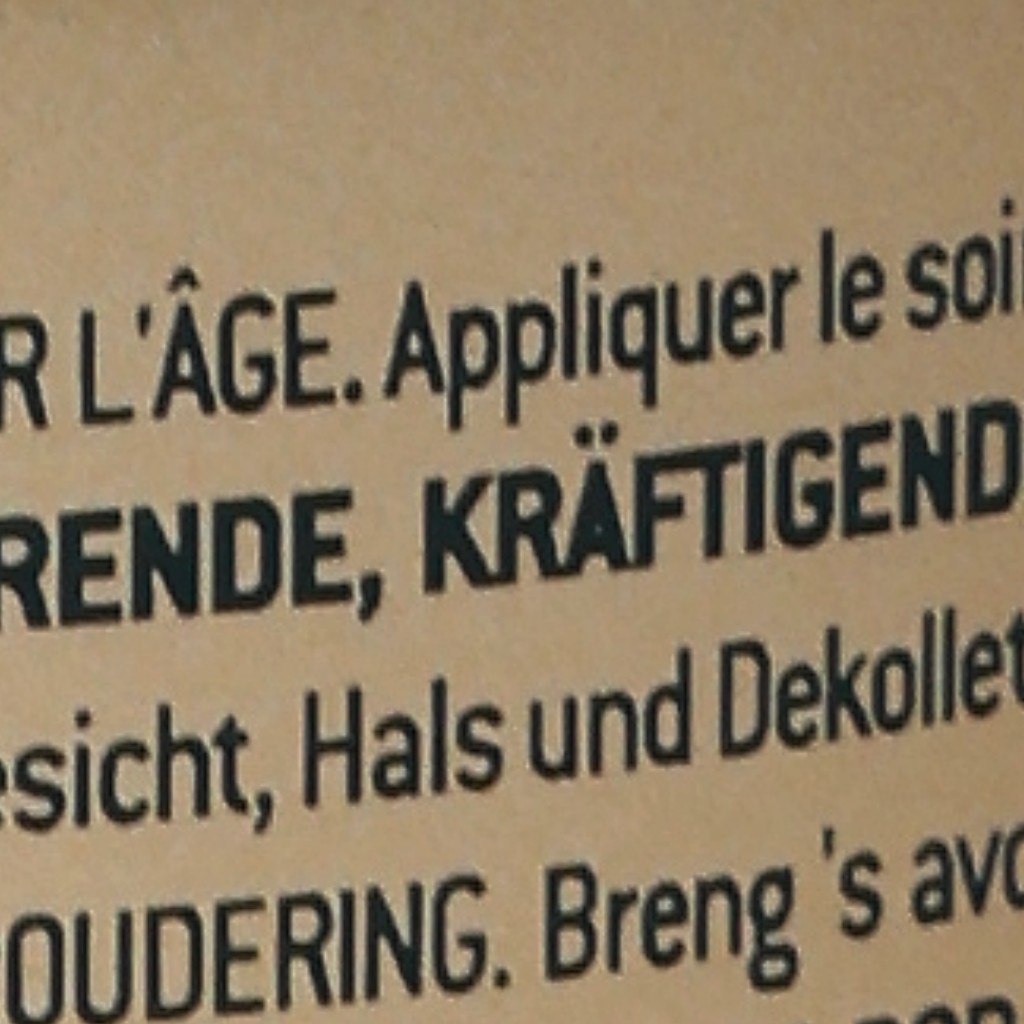 R L'ÂGE. Appliquer le soi
RENDE, KRÄFTIGEND
esicht, Hals und Dekollet
OUDERING. Breng 's avo